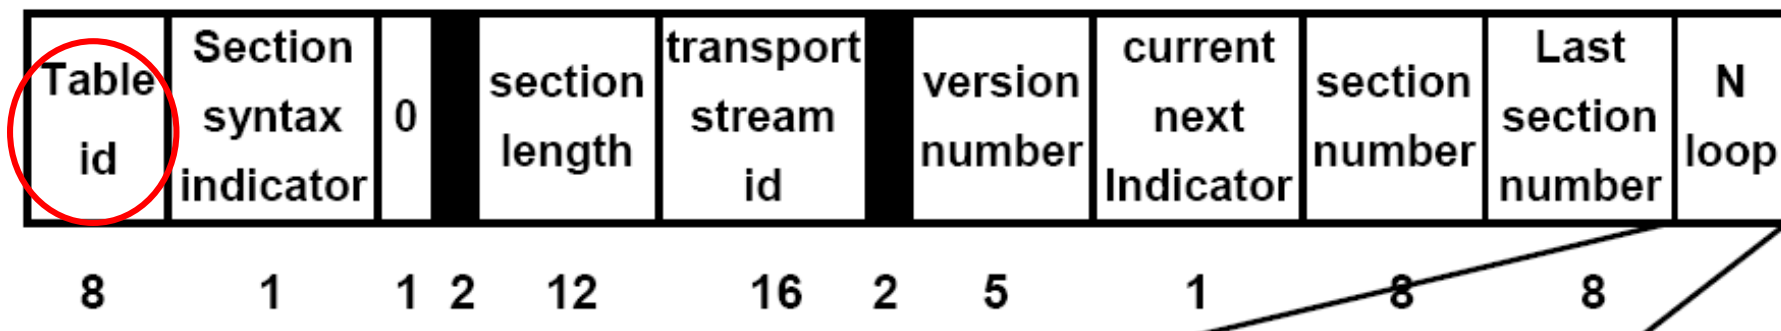 Table
id
Section
syntax
indicator
0
section
length
transport
stream
id
version
number
current
next
Indicator
section
number
Last
section
number
N
loop
8 1 1 2 12 16 2 5 1 8 8